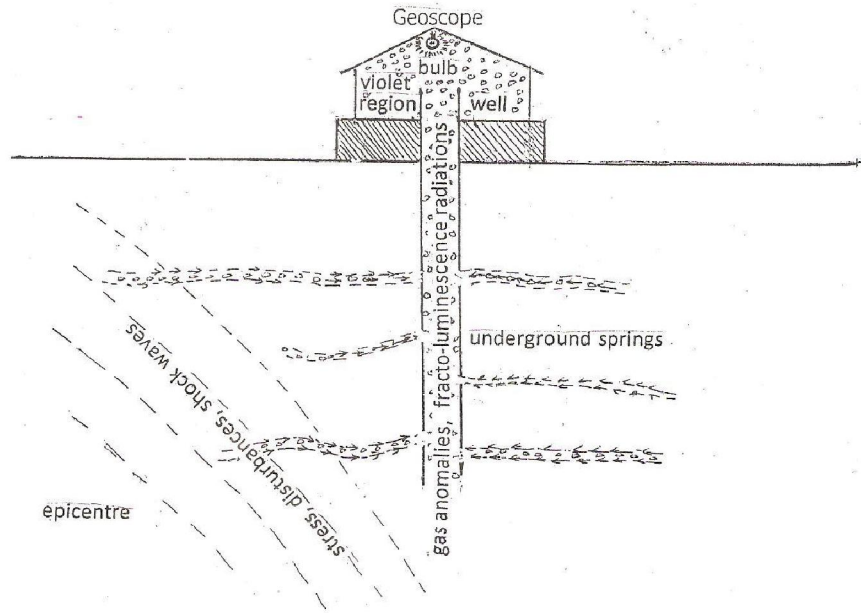 Geoscope
bulb
violet
region
well
gas anomalies, fracto-luminescence radiations
underground springs
stress, disturbances, shock waves
epicentre